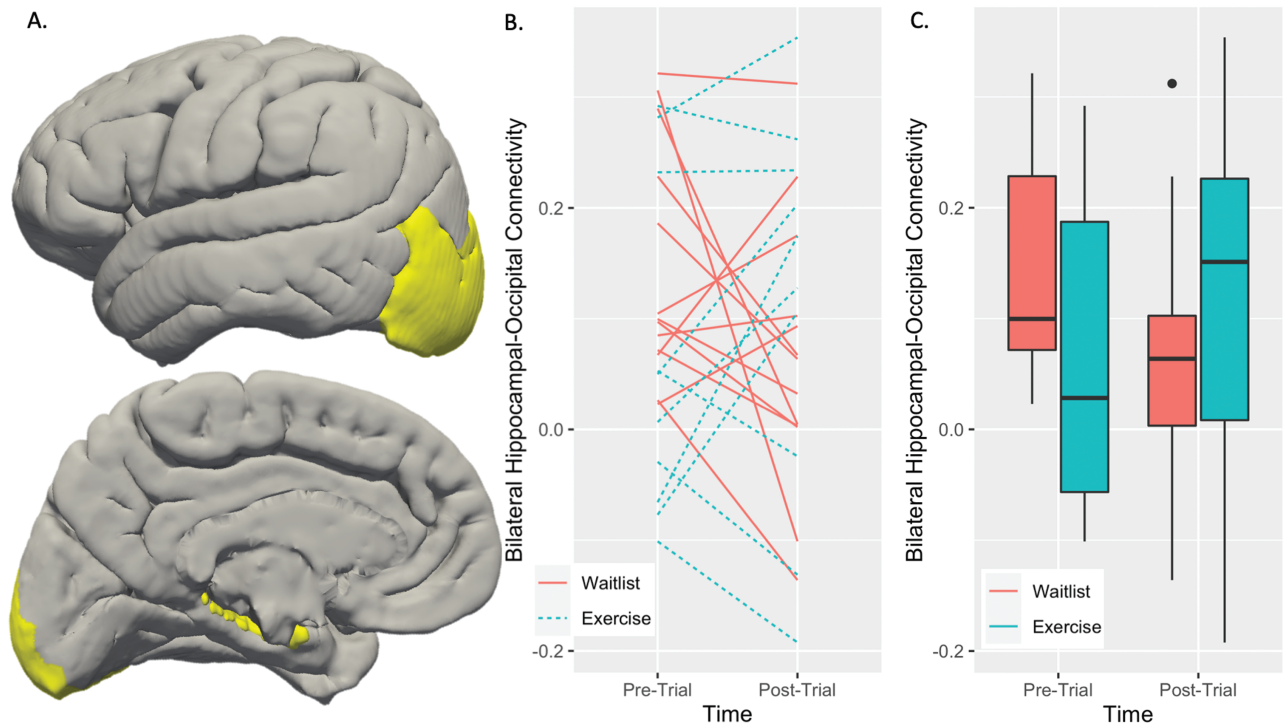 A.
B.
Bilateral Hippocampal-Occipital Connectivity
0.2
0.0
-0.2
Waitlist
Exercise
Pre-Trial
Post-Trial
Time
C.
Bilateral Hippocampal-Occipital Connectivity
0.2
0.0
-0.2
Waitlist
Exercise
Pre-Trial
Post-Trial
Time